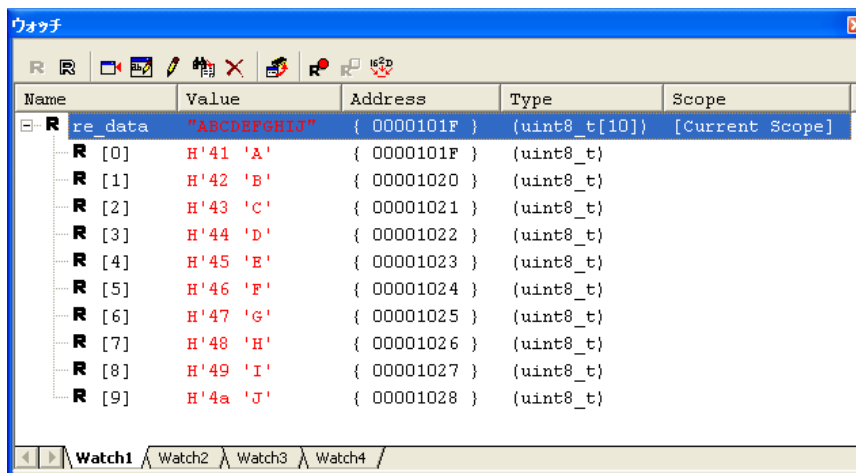 ウォッチ
Name Value Address Type Scope
R re_data "ABCDEFGHIJ" { 0000101F } (uint8_t[10]) [Current Scope]
R [0] H'41 'A' { 0000101F } (uint8_t)
R [1] H'42 'B' { 00001020 } (uint8_t)
R [2] H'43 'C' { 00001021 } (uint8_t)
R [3] H'44 'D' { 00001022 } (uint8_t)
R [4] H'45 'E' { 00001023 } (uint8_t)
R [5] H'46 'F' { 00001024 } (uint8_t)
R [6] H'47 'G' { 00001025 } (uint8_t)
R [7] H'48 'H' { 00001026 } (uint8_t)
R [8] H'49 'I' { 00001027 } (uint8_t)
R [9] H'4a 'J' { 00001028 } (uint8_t)
Watch1 Watch2 Watch3 Watch4